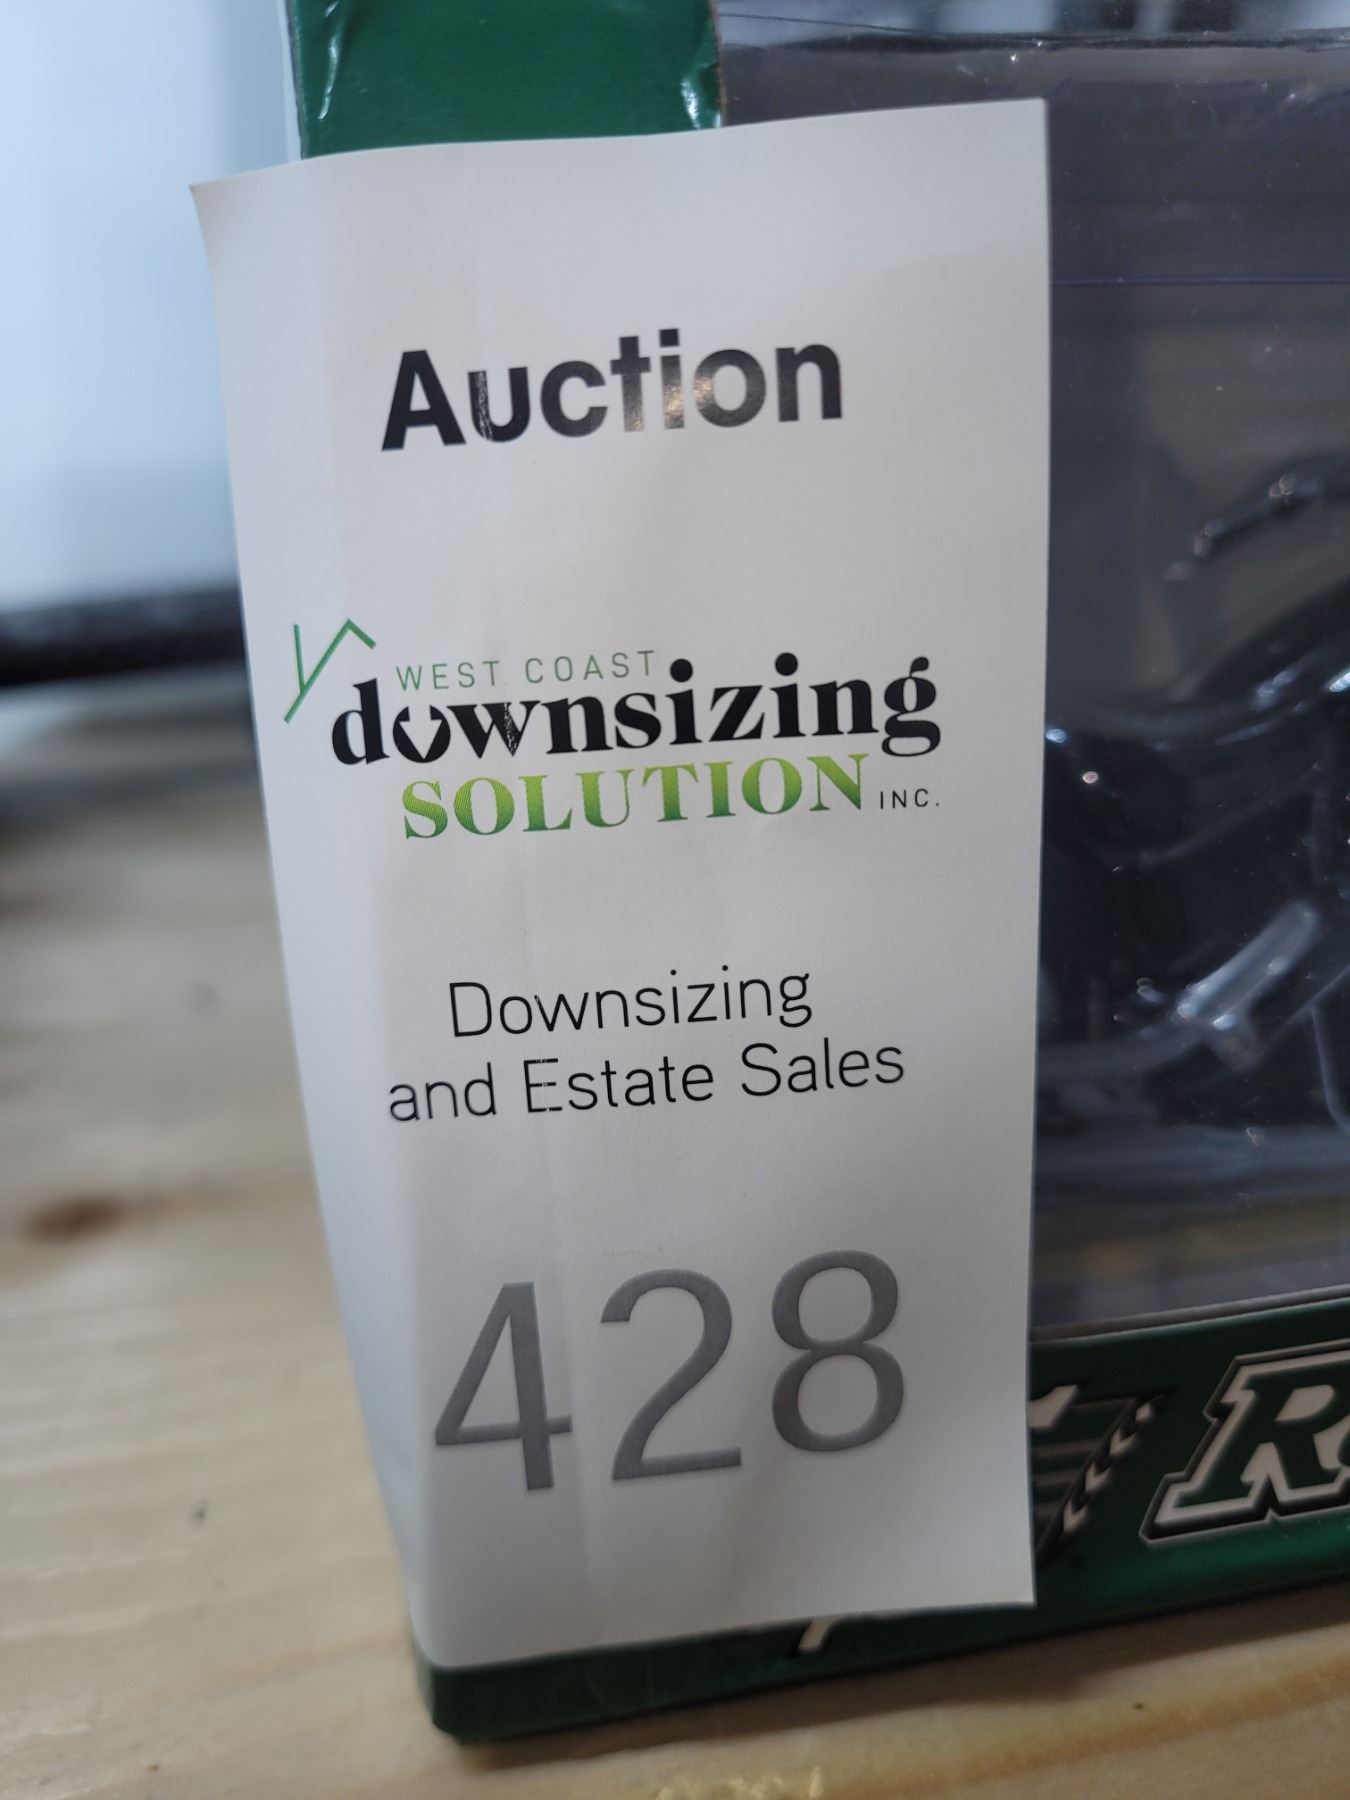 Auction
WEST COAST
downsizing
SOLUTION INC.
Downsizing
and Estate Sales
428